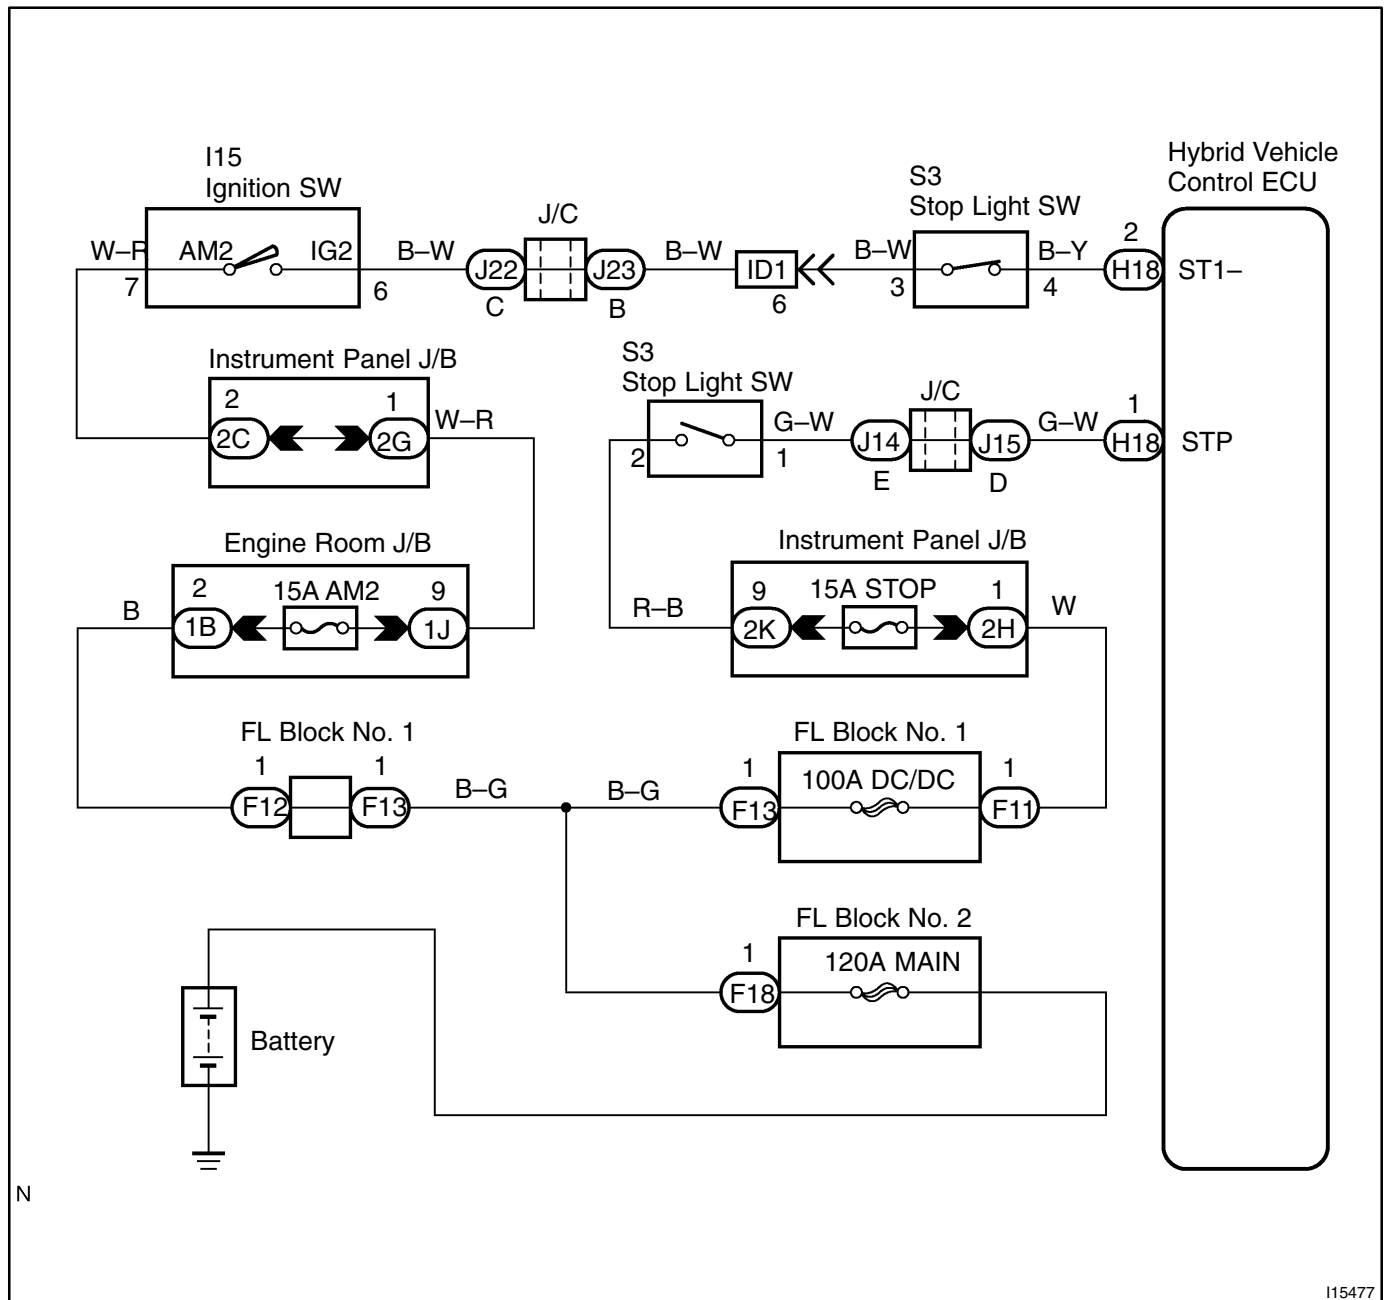 I15
Ignition SW
W–R
AM2
IG2
7
6
B–W
J/C
J22
C
J23
B
B–W
ID1
6
B–W
S3
Stop Light SW
3
4
B–Y
2
H18
ST1–
Hybrid Vehicle
Control ECU
Instrument Panel J/B
2
2C
1
2G
W–R
S3
Stop Light SW
2
1
G–W
J/C
J14
E
J15
D
G–W
1
H18
STP
Engine Room J/B
B
2
1B
15A AM2
9
1J
Instrument Panel J/B
R–B
9
2K
15A STOP
1
2H
W
FL Block No. 1
1
F12
1
F13
B–G
B–G
FL Block No. 1
1
F13
100A DC/DC
1
F11
FL Block No. 2
1
F18
120A MAIN
Battery
N
I15477